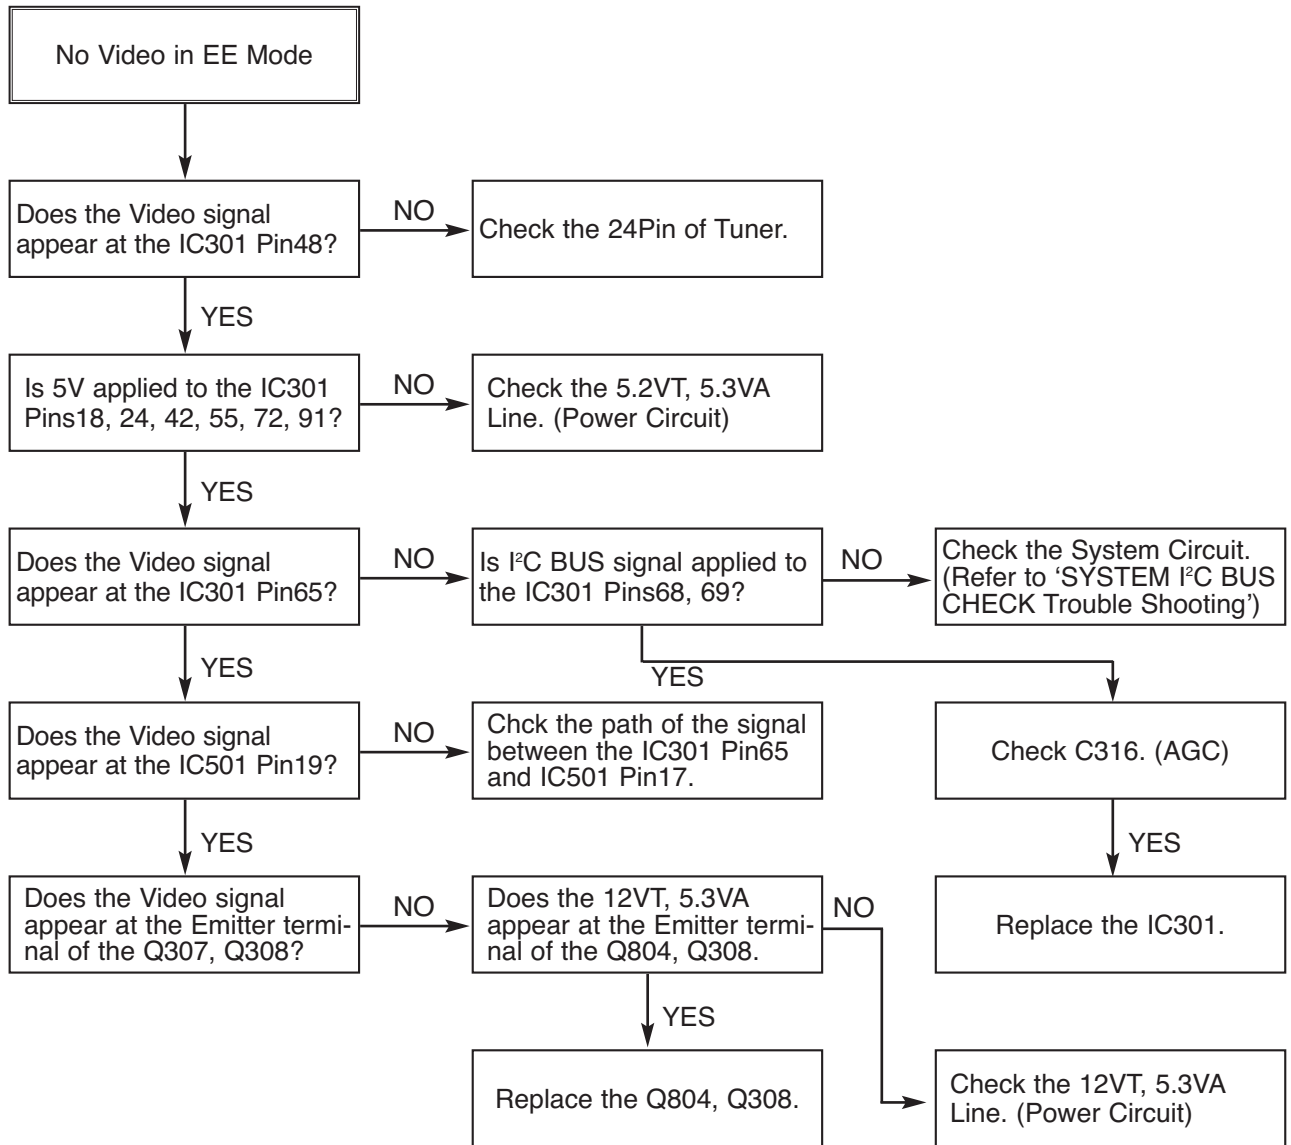 No Video in EE Mode
Does the Video signal
appear at the IC301 Pin48?
NO
Check the 24Pin of Tuner.
YES
Is 5V applied to the IC301
Pins18, 24, 42, 55, 72, 91?
NO
Check the 5.2VT, 5.3VA
Line. (Power Circuit)
YES
Does the Video signal
appear at the IC301 Pin65?
NO
Is I²C BUS signal applied to
the IC301 Pins68, 69?
NO
Check the System Circuit.
(Refer to ‘SYSTEM I²C BUS
CHECK Trouble Shooting’)
YES
YES
Does the Video signal
appear at the IC501 Pin19?
NO
Chck the path of the signal
between the IC301 Pin65
and IC501 Pin17.
Check C316. (AGC)
YES
YES
Does the Video signal
appear at the Emitter termi-
nal of the Q307, Q308?
NO
Does the 12VT, 5.3VA
appear at the Emitter termi-
nal of the Q804, Q308.
NO
Replace the IC301.
YES
Replace the Q804, Q308.
Check the 12VT, 5.3VA
Line. (Power Circuit)